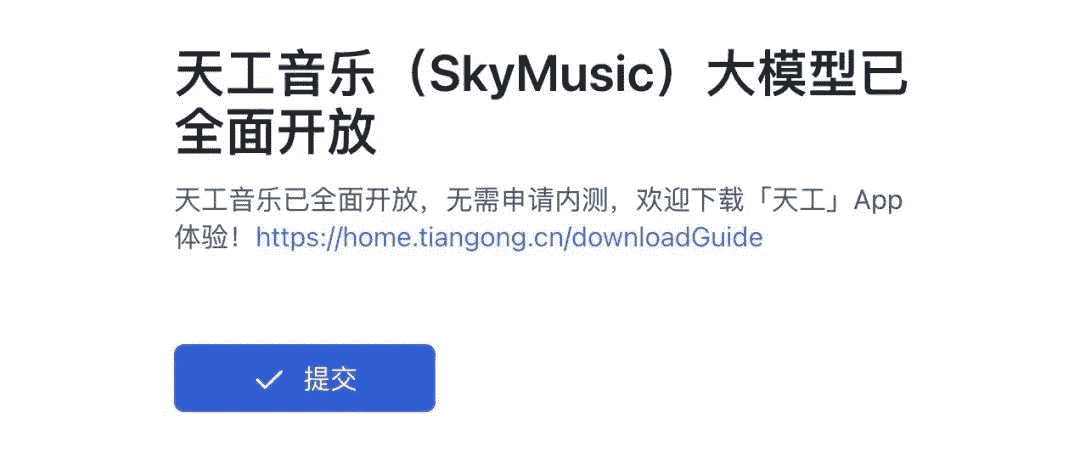 天工音乐（SkyMusic）大模型已
全面开放
天工音乐已全面开放，无需申请内测，欢迎下载「天工」App
体验！https://home.tiangong.cn/downloadGuide
提交